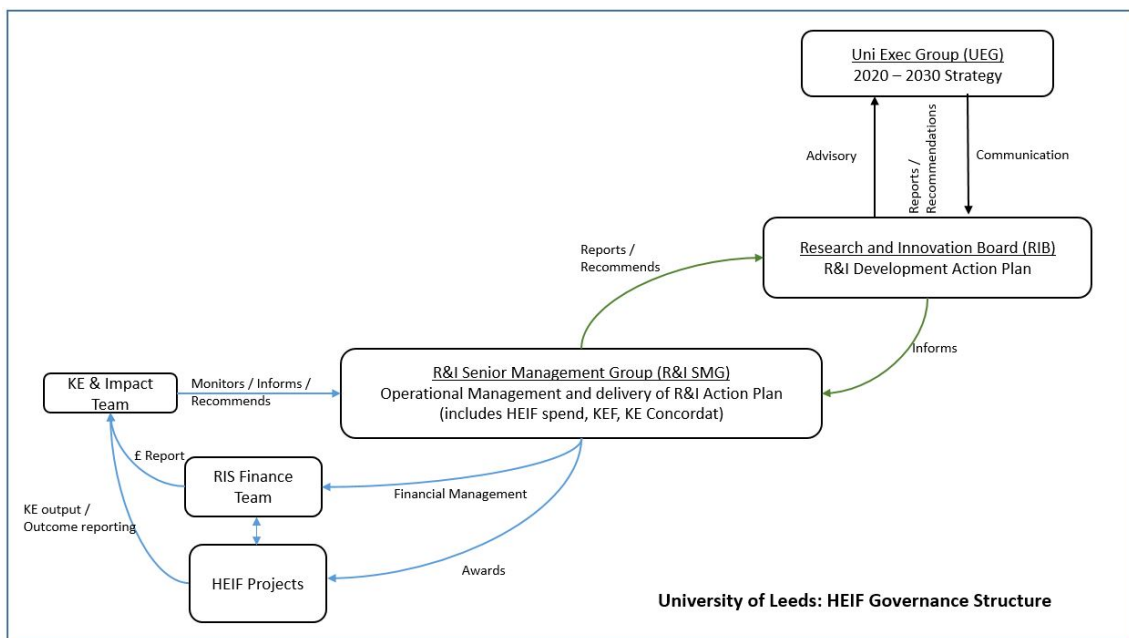 Uni Exec Group (UEG)
2020 – 2030 Strategy
Advisory
Reports /
Recommendations
Communication
Research and Innovation Board (RIB)
R&I Development Action Plan
Reports /
Recommends
Informs
R&I Senior Management Group (R&I SMG)
Operational Management and delivery of R&I Action Plan
(includes HEIF spend, KEF, KE Concordat)
KE & Impact
Team
Monitors / Informs /
Recommends
£ Report
RIS Finance
Team
Financial Management
KE output /
Outcome reporting
HEIF Projects
Awards
University of Leeds: HEIF Governance Structure